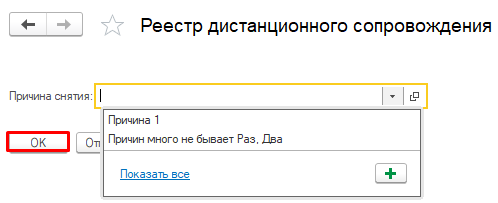 Реестр дистанционного сопровождения
Причина снятия:
Причина 1
Причин много не бывает Раз, Два
OK
Показать все